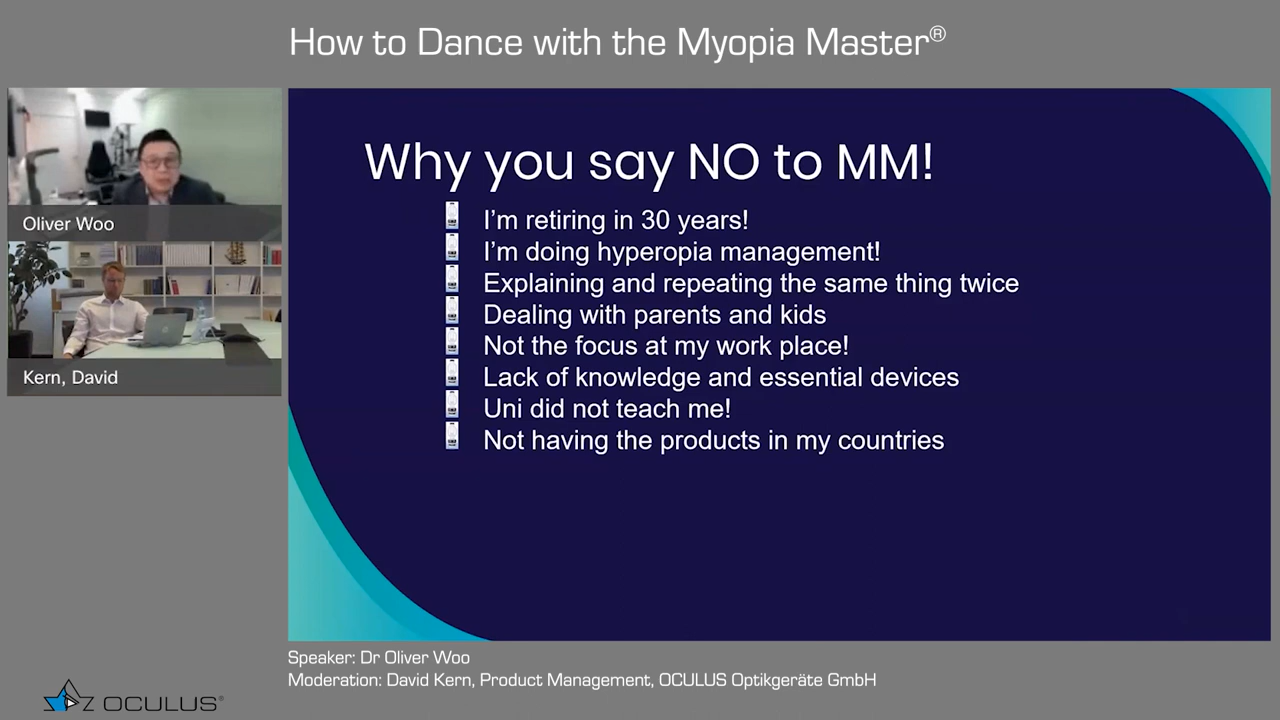 How to Dance with the Myopia Master®
Oliver Woo
Kern, David
Why you say NO to MM!
I'm retiring in 30 years!
I'm doing hyperopia management!
Explaining and repeating the same thing twice
Dealing with parents and kids
Not the focus at my work place!
Lack of knowledge and essential devices
Uni did not teach me!
Not having the products in my countries
Speaker: Dr Oliver Woo
Moderation: David Kern, Product Management, OCULUS Optikgeräte GmbH
OCULUS®